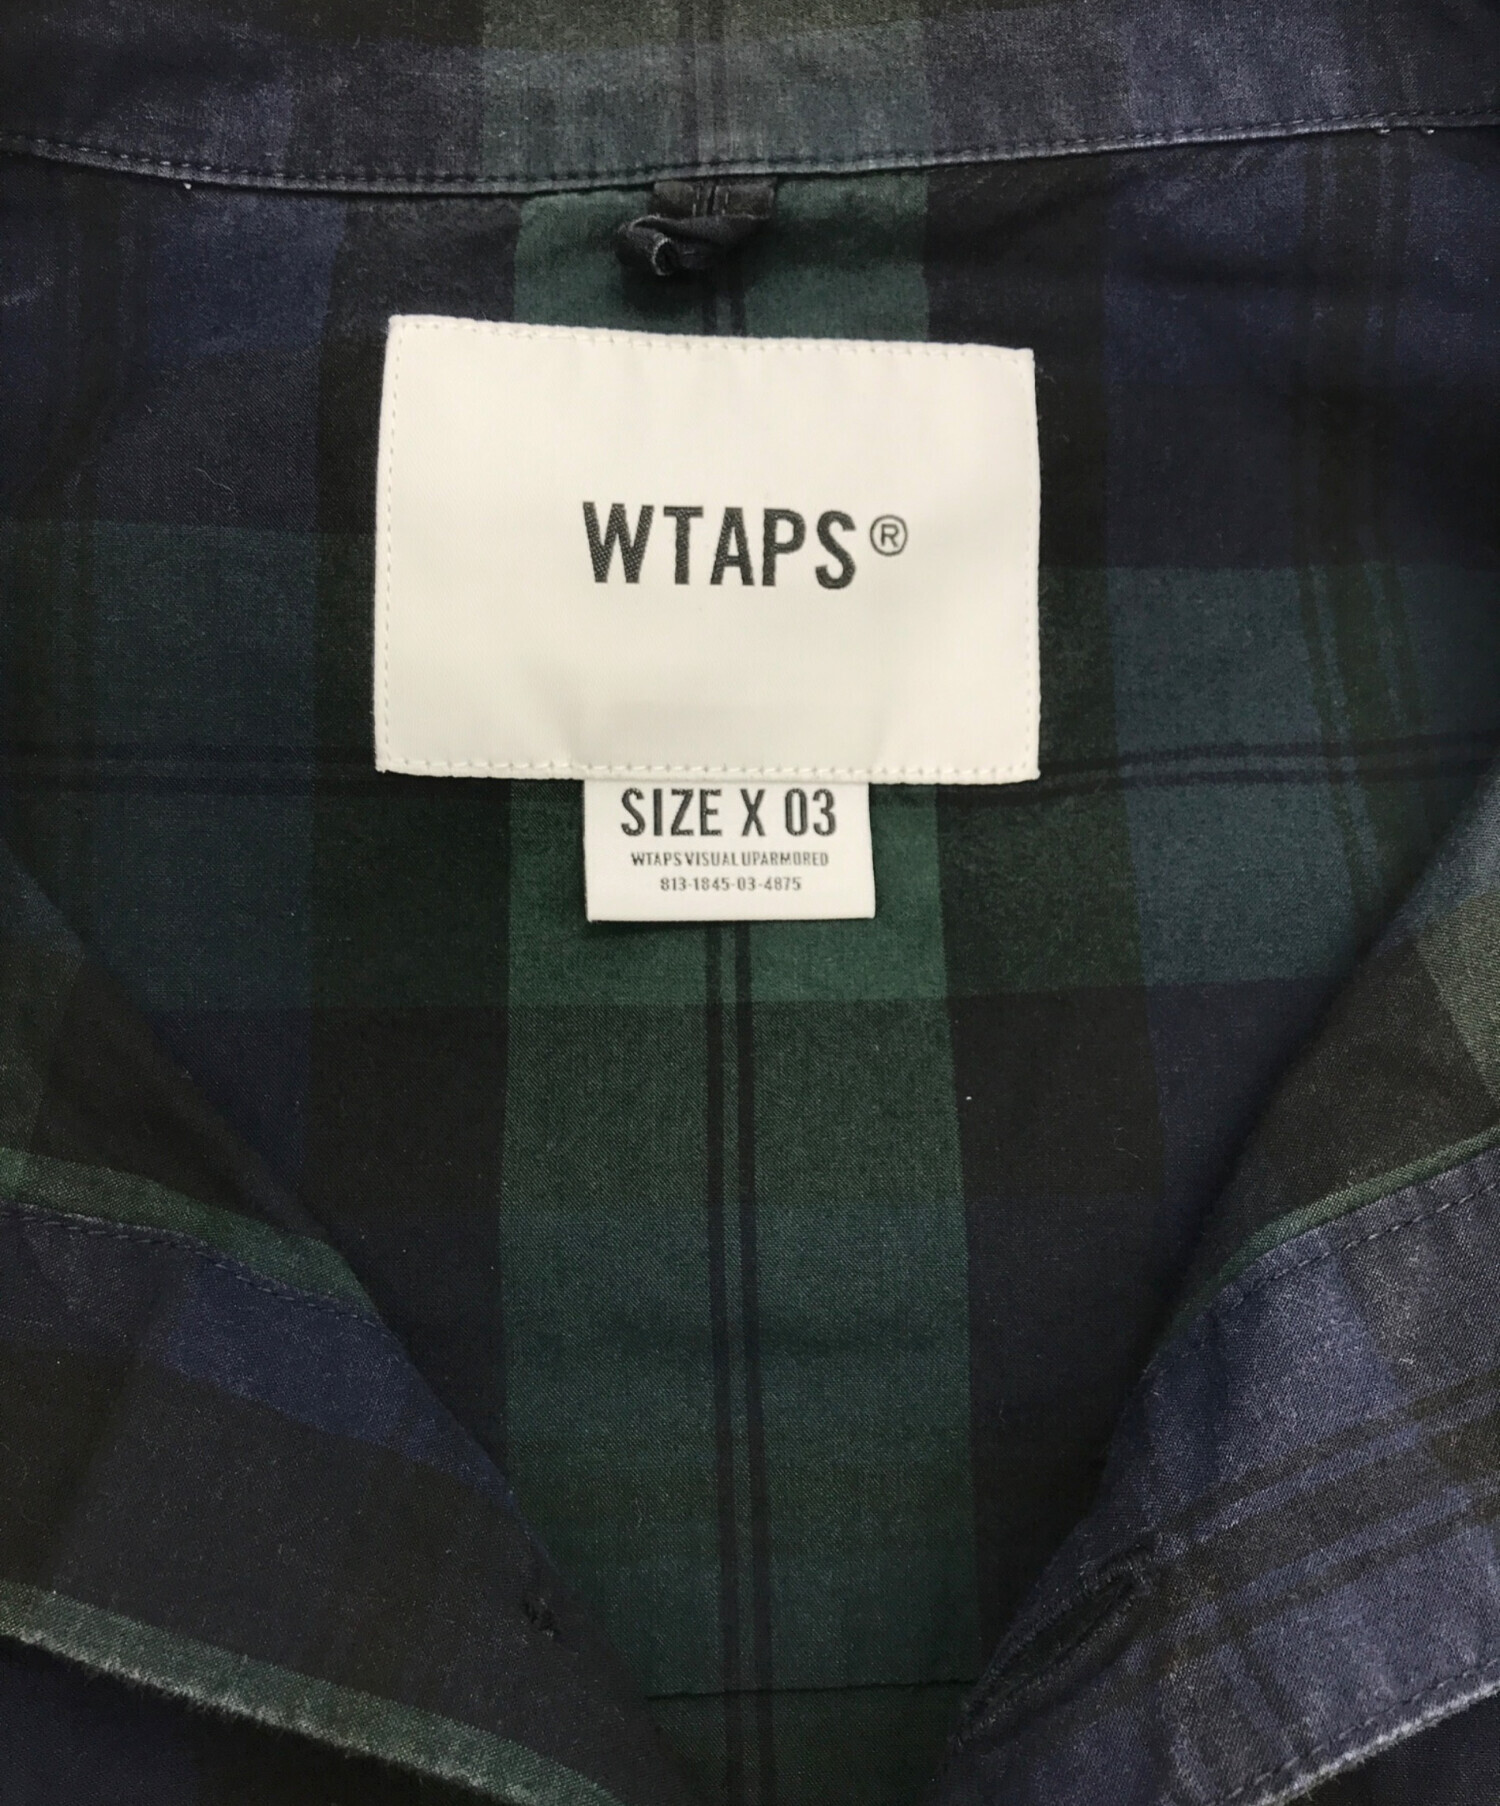 WTAPS®
SIZE X 03
WTAPS VISUAL UPARMORED
813-1845-03-4875